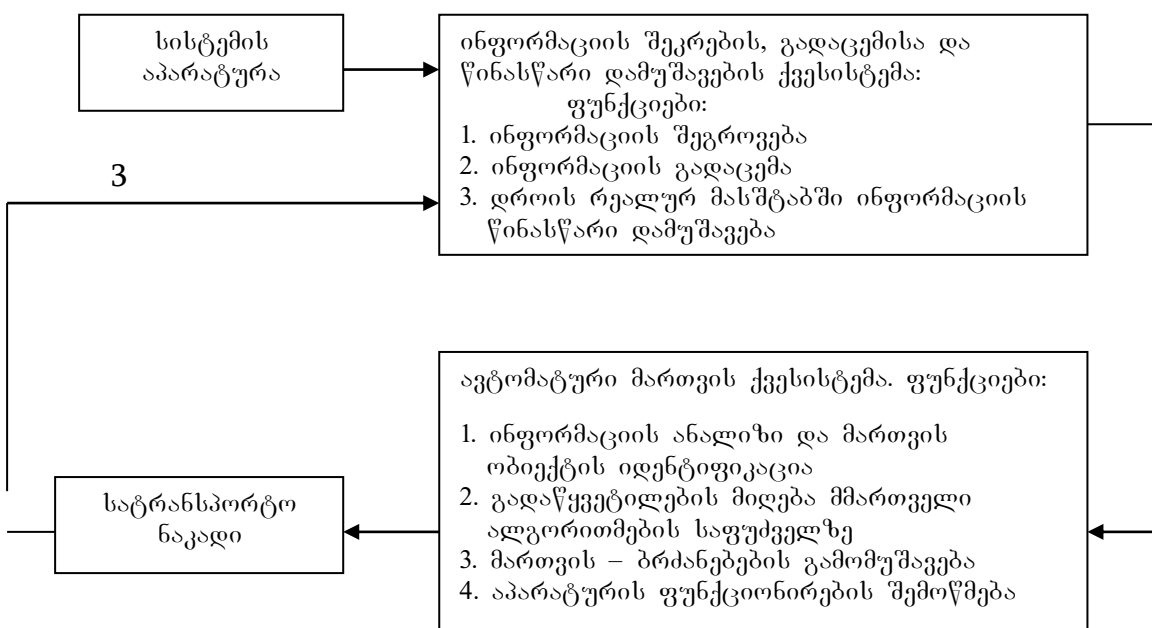 სისტემის
აპარატურა
ინფორმაციის შეკრების, გადაცემისა და
წინასწარი დამუშავების ქვესისტემა:
ფუნქციები:
1. ინფორმაციის შეგროვება
2. ინფორმაციის გადაცემა
3. დროის რეალურ მასშტაბში ინფორმაციის
წინასწარი დამუშავება
3
ავტომატური მართვის ქვესისტემა. ფუნქციები:
1. ინფორმაციის ანალიზი და მართვის
ობიექტის იდენტიფიკაცია
2. გადაწყვეტილების მიღება მმართველი
ალგორითმების საფუძველზე
3. მართვის – ბრძანებების გამომუშავება
4. აპარატურის ფუნქციონირების შემოწმება
სატრანსპორტო
ნაკადი